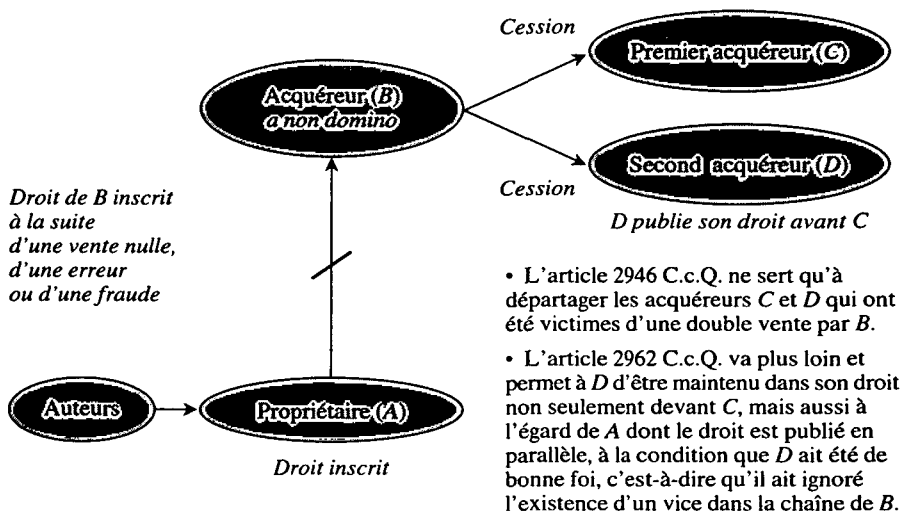 Cession
Premier acquéreur (C)
Acquéreur (B)
a non domino
Second acquéreur (D)
Cession
D publie son droit avant C
Droit de B inscrit
à la suite
d'une vente nulle,
d'une erreur
ou d'une fraude
Auteurs
Propriétaire (A)
Droit inscrit
• L'article 2946 C.c.Q. ne sert qu'à
départager les acquéreurs C et D qui ont
été victimes d'une double vente par B.
• L'article 2962 C.c.Q. va plus loin et
permet à D d'être maintenu dans son droit
non seulement devant C, mais aussi à
l'égard de A dont le droit est publié en
parallèle, à la condition que D ait été de
bonne foi, c'est-à-dire qu'il ait ignoré
l'existence d'un vice dans la chaîne de B.